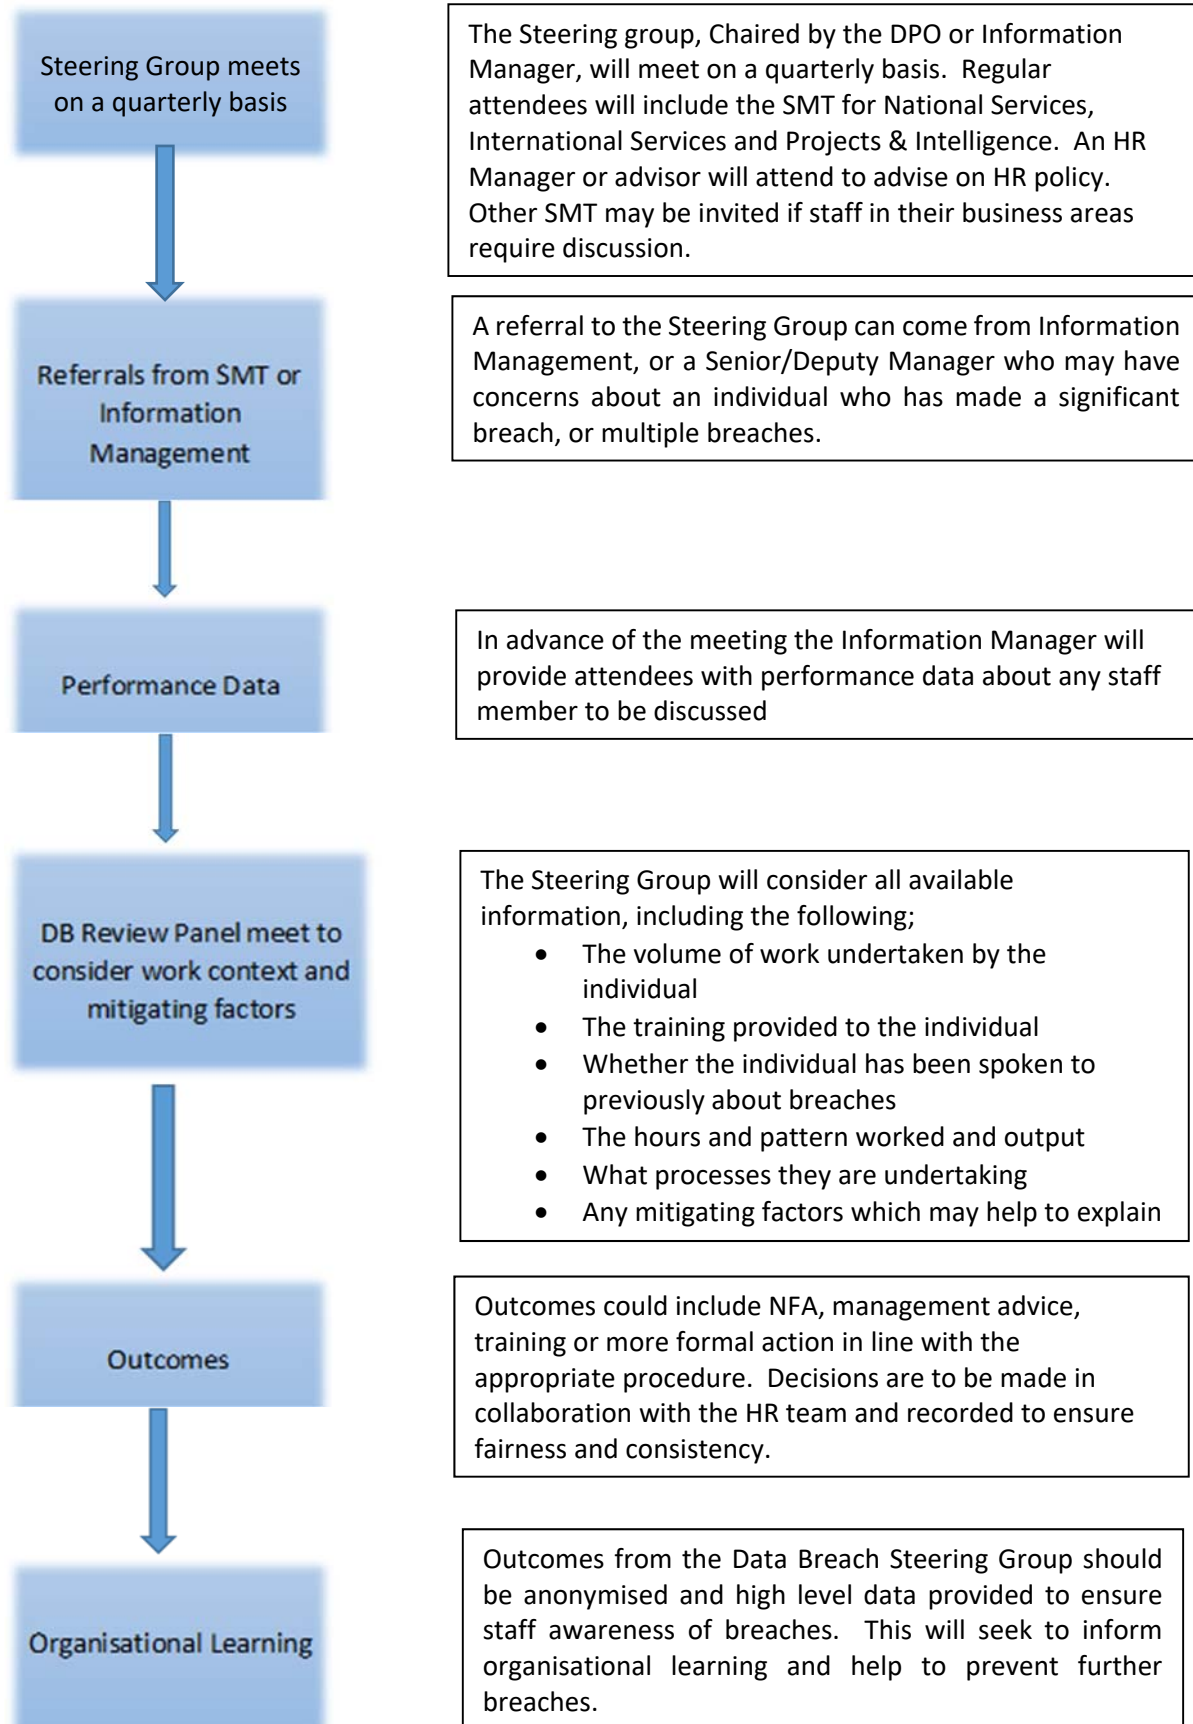 Steering Group meets
on a quarterly basis
The Steering group, Chaired by the DPO or Information
Manager, will meet on a quarterly basis.  Regular
attendees will include the SMT for National Services,
International Services and Projects & Intelligence.  An HR
Manager or advisor will attend to advise on HR policy.
Other SMT may be invited if staff in their business areas
require discussion.
Referrals from SMT or
Information
Management
A referral to the Steering Group can come from Information
Management, or a Senior/Deputy Manager who may have
concerns about an individual who has made a significant
breach, or multiple breaches.
Performance Data
In advance of the meeting the Information Manager will
provide attendees with performance data about any staff
member to be discussed
DB Review Panel meet to
consider work context and
mitigating factors
The Steering Group will consider all available
information, including the following;
• The volume of work undertaken by the
individual
• The training provided to the individual
• Whether the individual has been spoken to
previously about breaches
• The hours and pattern worked and output
• What processes they are undertaking
• Any mitigating factors which may help to explain
Outcomes
Outcomes could include NFA, management advice,
training or more formal action in line with the
appropriate procedure.  Decisions are to be made in
collaboration with the HR team and recorded to ensure
fairness and consistency.
Organisational Learning
Outcomes from the Data Breach Steering Group should
be anonymised and high level data provided to ensure
staff awareness of breaches.  This will seek to inform
organisational learning and help to prevent further
breaches.